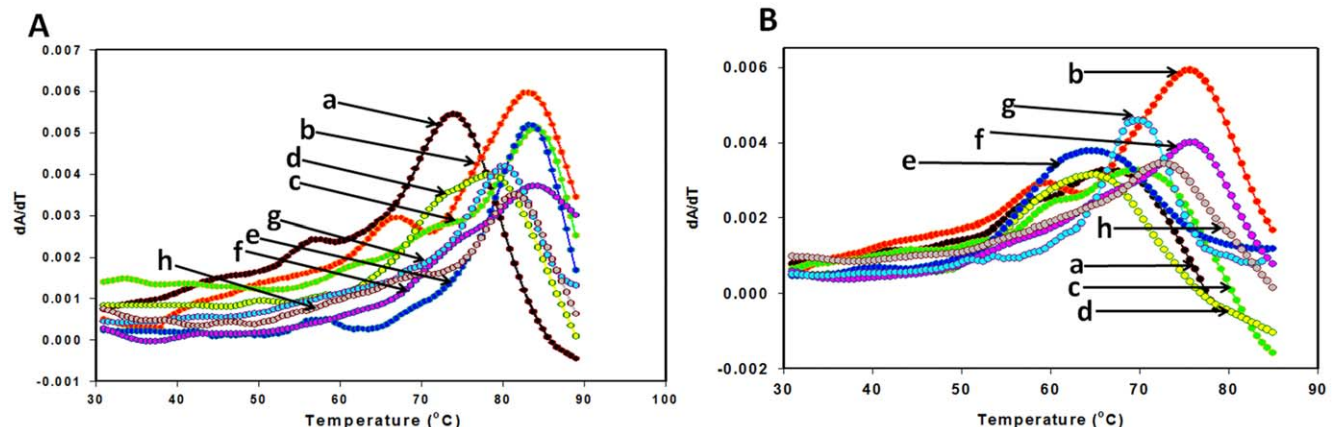 A
0.007
0.006
0.005
0.004
0.003
0.002
0.001
0.000
-0.001
dA/dT
a
b
d
c
g
e
f
h
30 40 50 60 70 80 90 100
Temperature (°C)
B
0.006
0.004
0.002
0.000
-0.002
dA/dT
b
g
f
e
h
a
c
d
30 40 50 60 70 80 90
Temperature (°C)